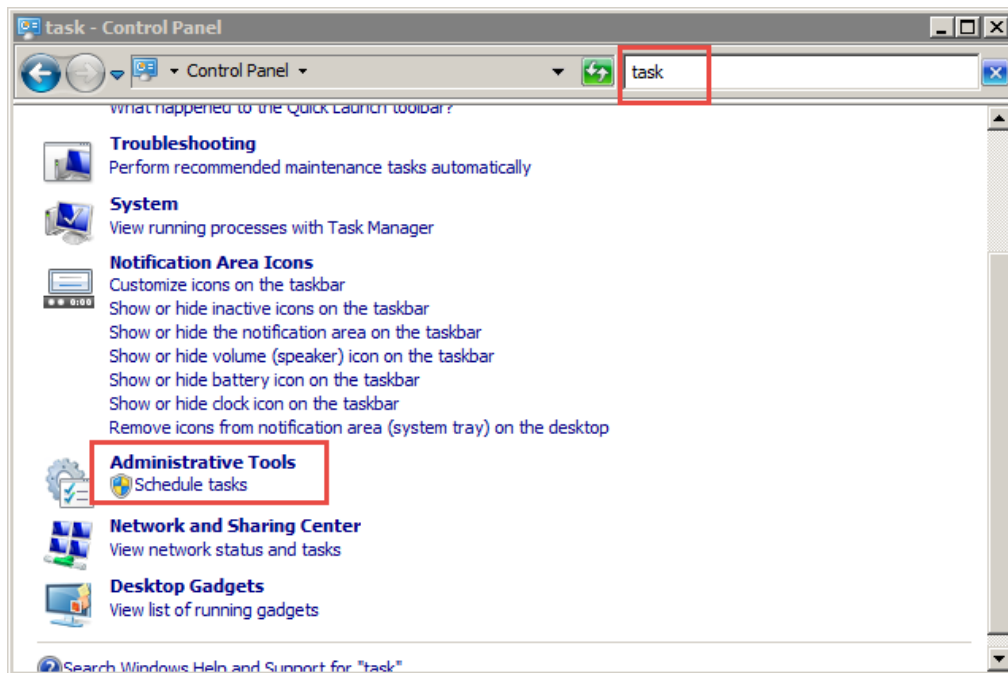 task - Control Panel
Control Panel
task
What happened to the Quick Launch toolbar?
Troubleshooting
Perform recommended maintenance tasks automatically
System
View running processes with Task Manager
Notification Area Icons
Customize icons on the taskbar
Show or hide inactive icons on the taskbar
Show or hide the notification area on the taskbar
Show or hide volume (speaker) icon on the taskbar
Show or hide battery icon on the taskbar
Show or hide clock icon on the taskbar
Remove icons from notification area (system tray) on the desktop
Administrative Tools
Schedule tasks
Network and Sharing Center
View network status and tasks
Desktop Gadgets
View list of running gadgets
Search Windows Help and Support for "task"